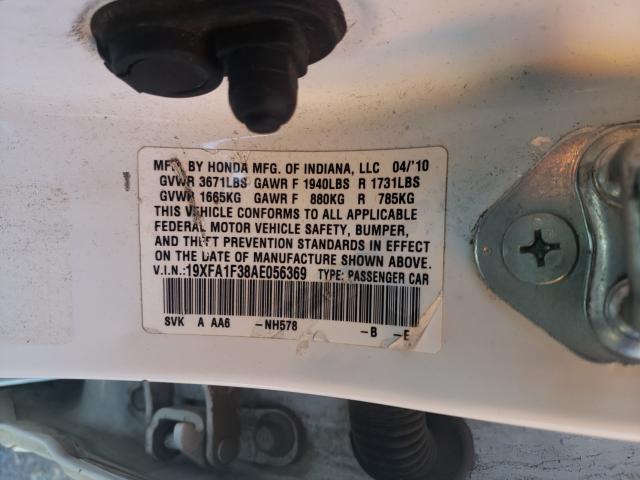 MFD. BY HONDA MFG. OF INDIANA, LLC 04/'10
GVWR 3671LBS GAWR F 1940LBS R 1731LBS
GVWR 1665KG GAWR F 880KG R 785KG
THIS VEHICLE CONFORMS TO ALL APPLICABLE
FEDERAL MOTOR VEHICLE SAFETY, BUMPER,
AND THEFT PREVENTION STANDARDS IN EFFECT
ON THE DATE OF MANUFACTURE SHOWN ABOVE.
V.I.N.:19XFA1F38AE056369 TYPE: PASSENGER CAR
SVK A AA6 -NH578 -B -E